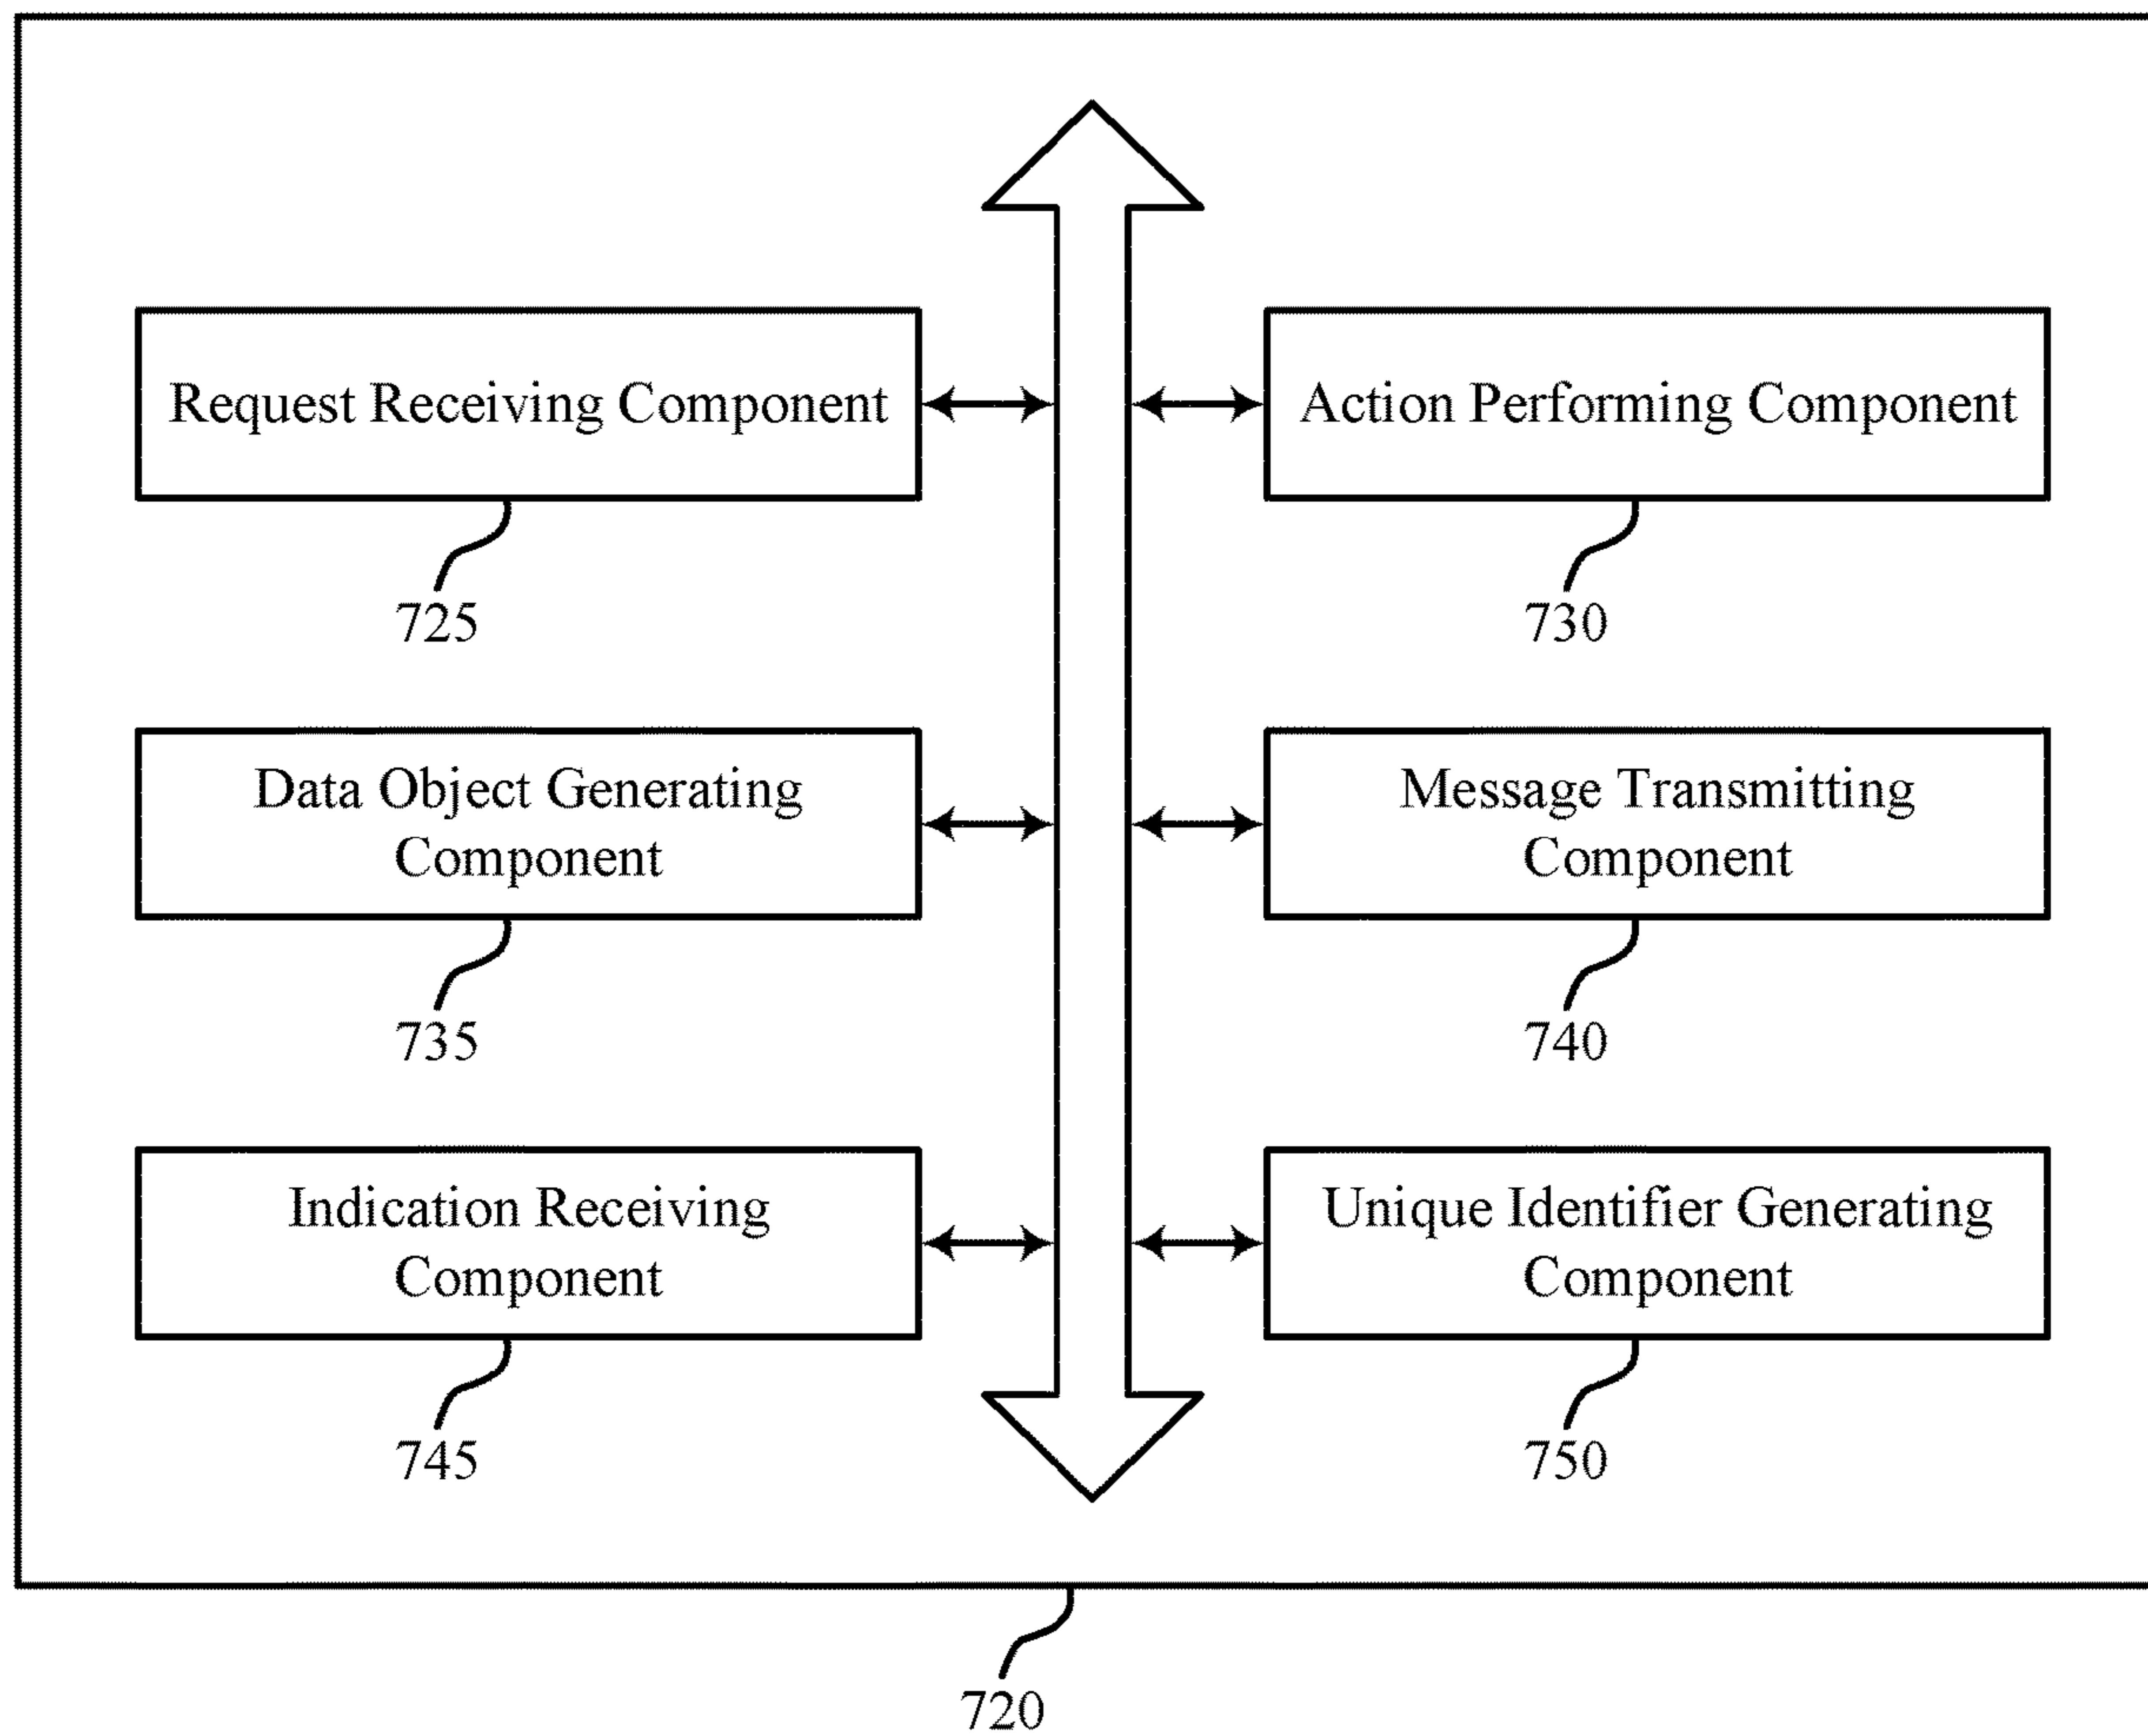 Request Receiving Component
725
Action Performing Component
730
Data Object Generating
Component
735
Message Transmitting
Component
740
Indication Receiving
Component
745
Unique Identifier Generating
Component
750
720